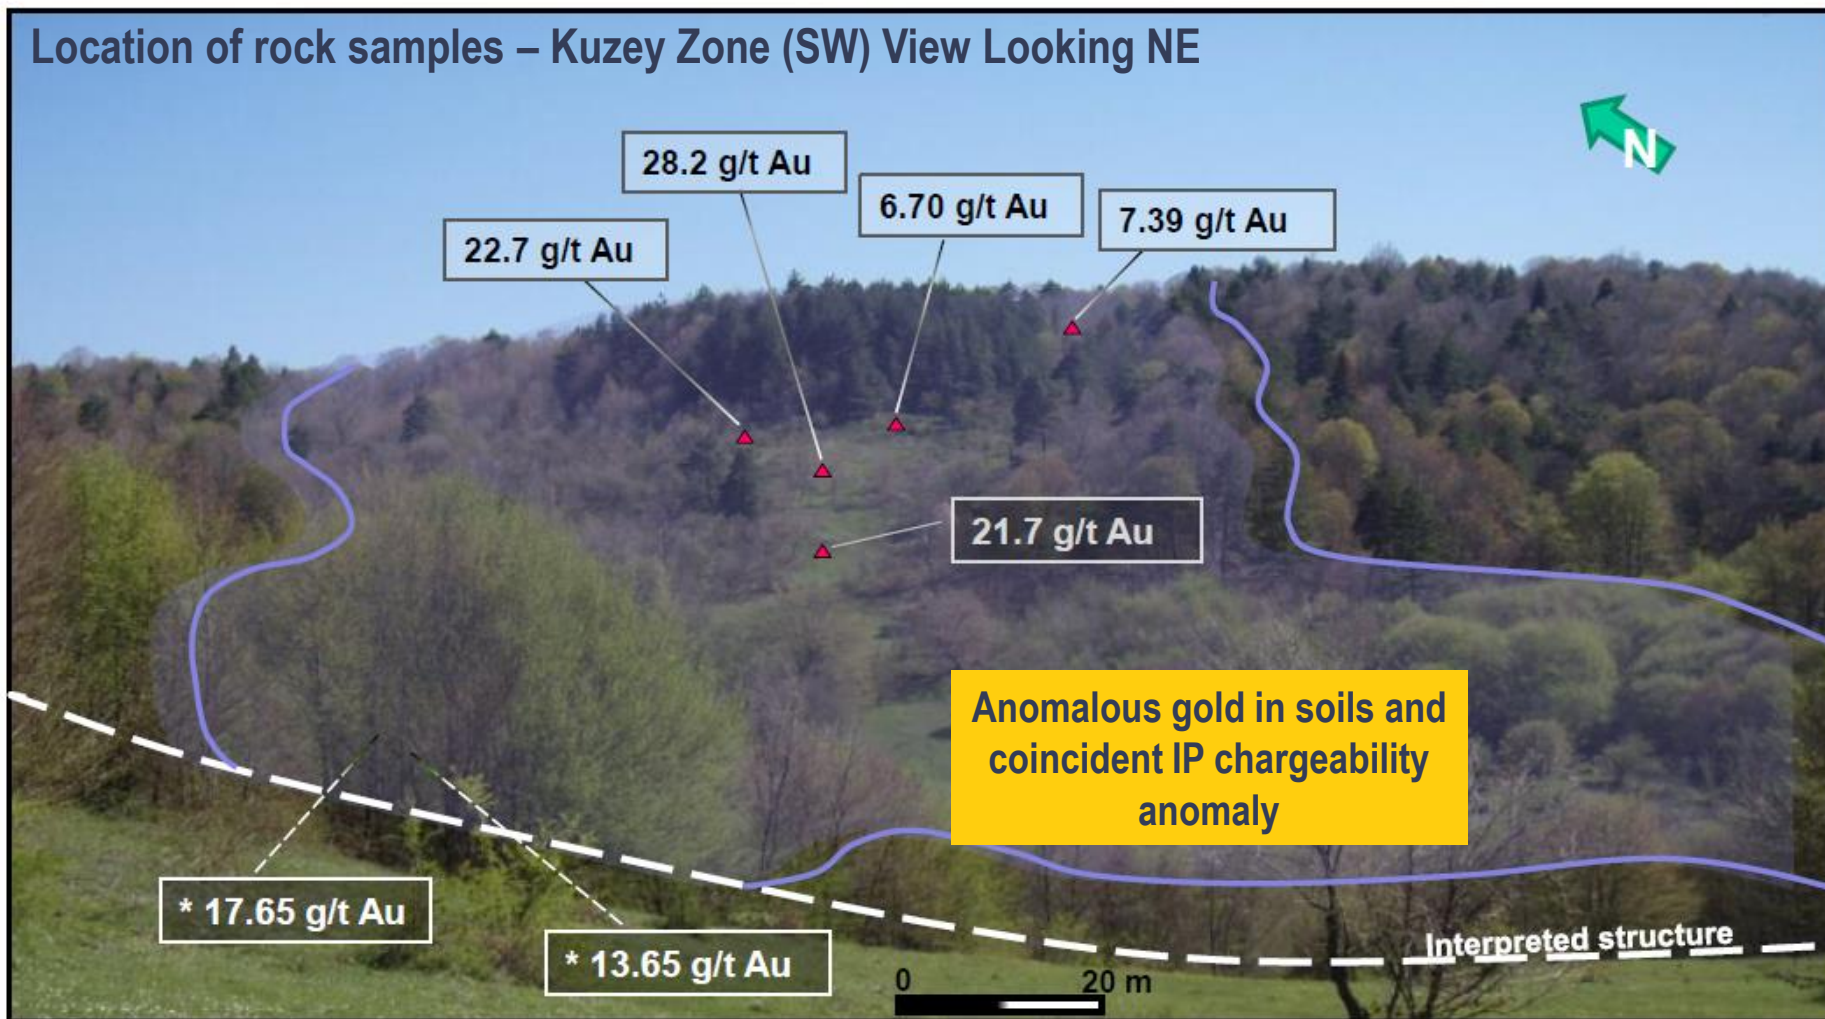 Location of rock samples – Kuzey Zone (SW) View Looking NE
N
28.2 g/t Au
6.70 g/t Au
7.39 g/t Au
22.7 g/t Au
21.7 g/t Au
Anomalous gold in soils and
coincident IP chargeability
anomaly
* 17.65 g/t Au
* 13.65 g/t Au
Interpreted structure
0 20 m